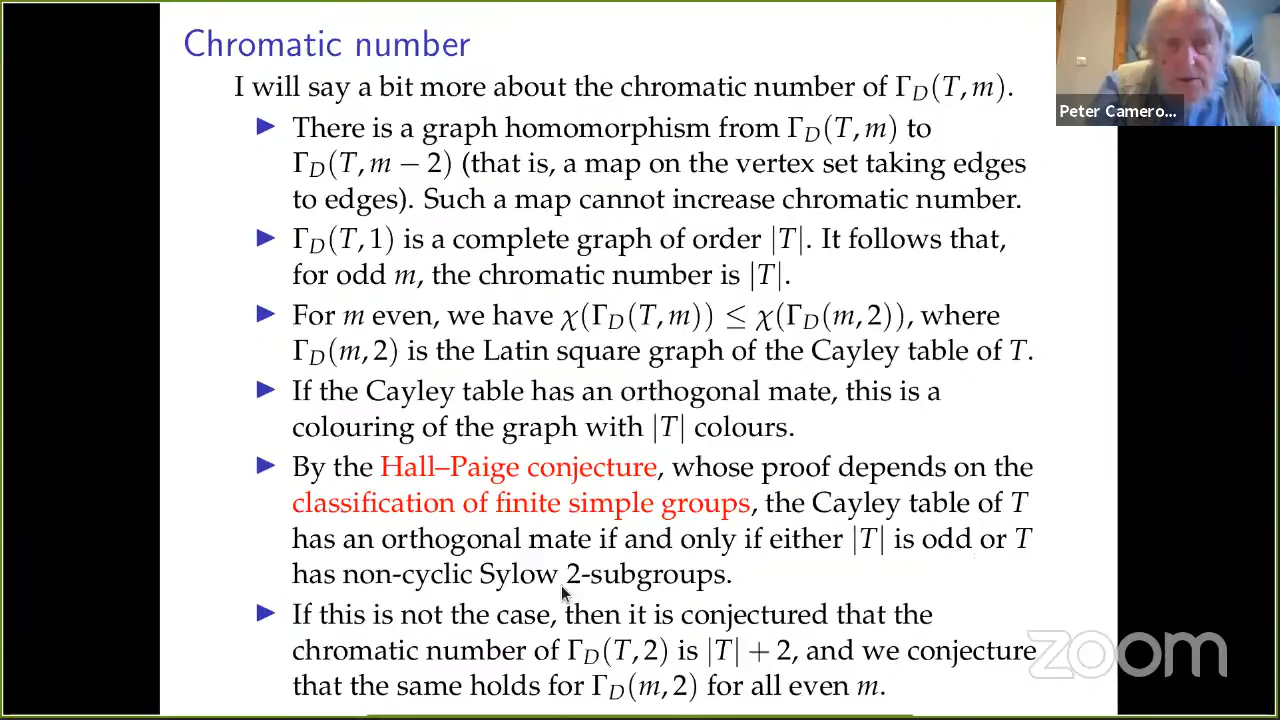 Chromatic number
I will say a bit more about the chromatic number of Γ_D(T, m).
▶ There is a graph homomorphism from Γ_D(T, m) to
Γ_D(T, m − 2) (that is, a map on the vertex set taking edges
to edges). Such a map cannot increase chromatic number.
▶ Γ_D(T, 1) is a complete graph of order |T|. It follows that,
for odd m, the chromatic number is |T|.
▶ For m even, we have χ(Γ_D(T, m)) ≤ χ(Γ_D(m, 2)), where
Γ_D(m, 2) is the Latin square graph of the Cayley table of T.
▶ If the Cayley table has an orthogonal mate, this is a
colouring of the graph with |T| colours.
▶ By the Hall–Paige conjecture, whose proof depends on the
classification of finite simple groups, the Cayley table of T
has an orthogonal mate if and only if either |T| is odd or T
has non-cyclic Sylow 2-subgroups.
▶ If this is not the case, then it is conjectured that the
chromatic number of Γ_D(T, 2) is |T| + 2, and we conjecture
that the same holds for Γ_D(m, 2) for all even m.
Peter Camero...
zoom